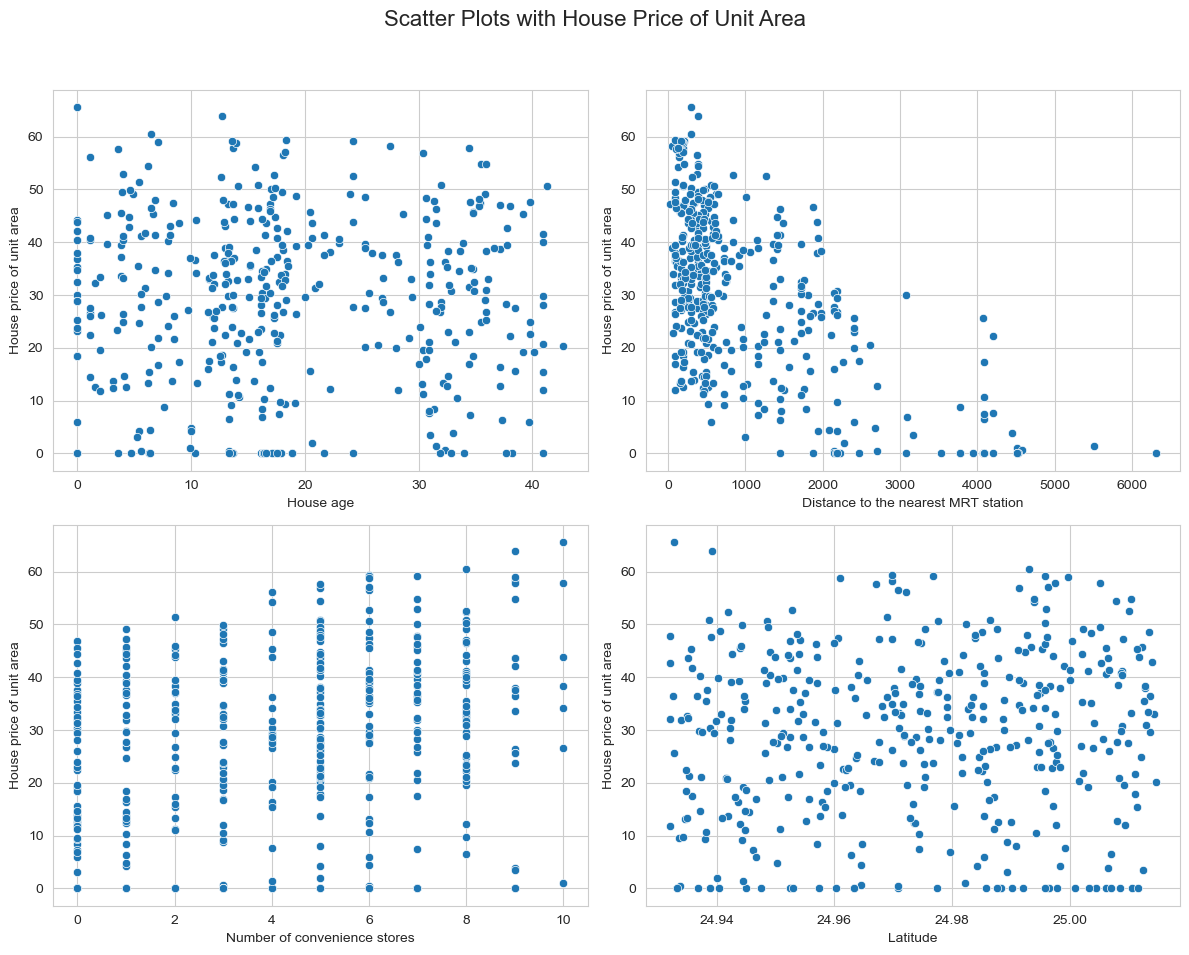 Scatter Plots with House Price of Unit Area
House price of unit area
60
50
40
30
20
10
0
0 10 20 30 40
House age
House price of unit area
60
50
40
30
20
10
0
0 1000 2000 3000 4000 5000 6000
Distance to the nearest MRT station
House price of unit area
60
50
40
30
20
10
0
0 2 4 6 8 10
Number of convenience stores
House price of unit area
60
50
40
30
20
10
0
24.94 24.96 24.98 25.00
Latitude